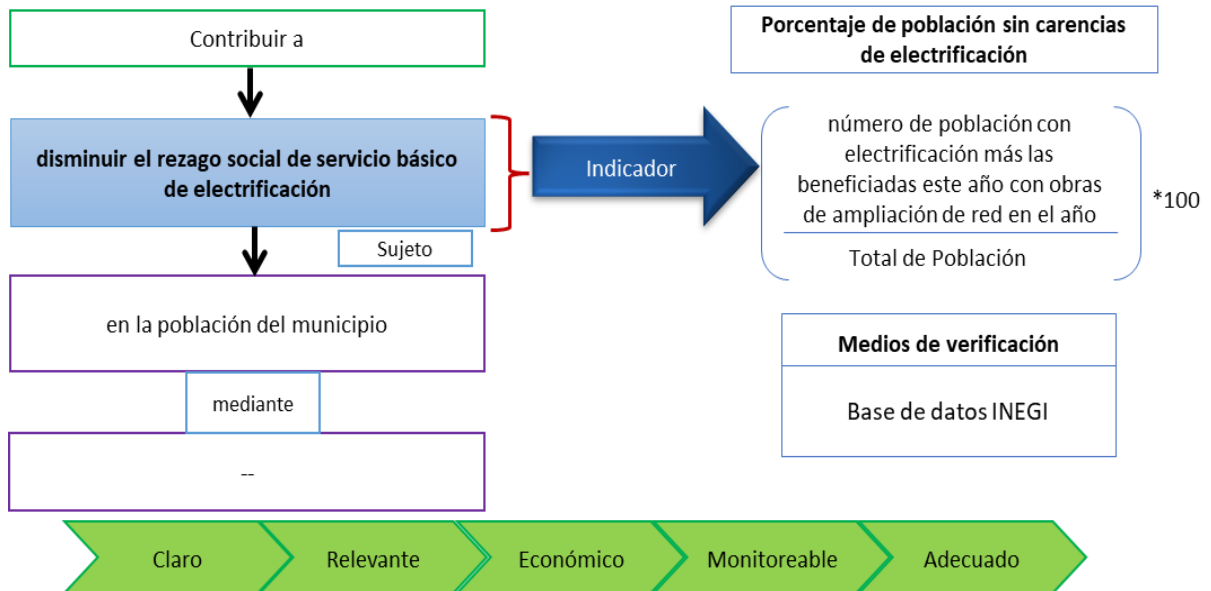 Contribuir a
disminuir el rezago social de servicio básico
de electrificación
Sujeto
en la población del municipio
mediante
--
Indicador
Porcentaje de población sin carencias
de electrificación
número de población con
electrificación más las
beneficiadas este año con obras
de ampliación de red en el año
Total de Población
*100
Medios de verificación
Base de datos INEGI
Claro
Relevante
Económico
Monitoreable
Adecuado